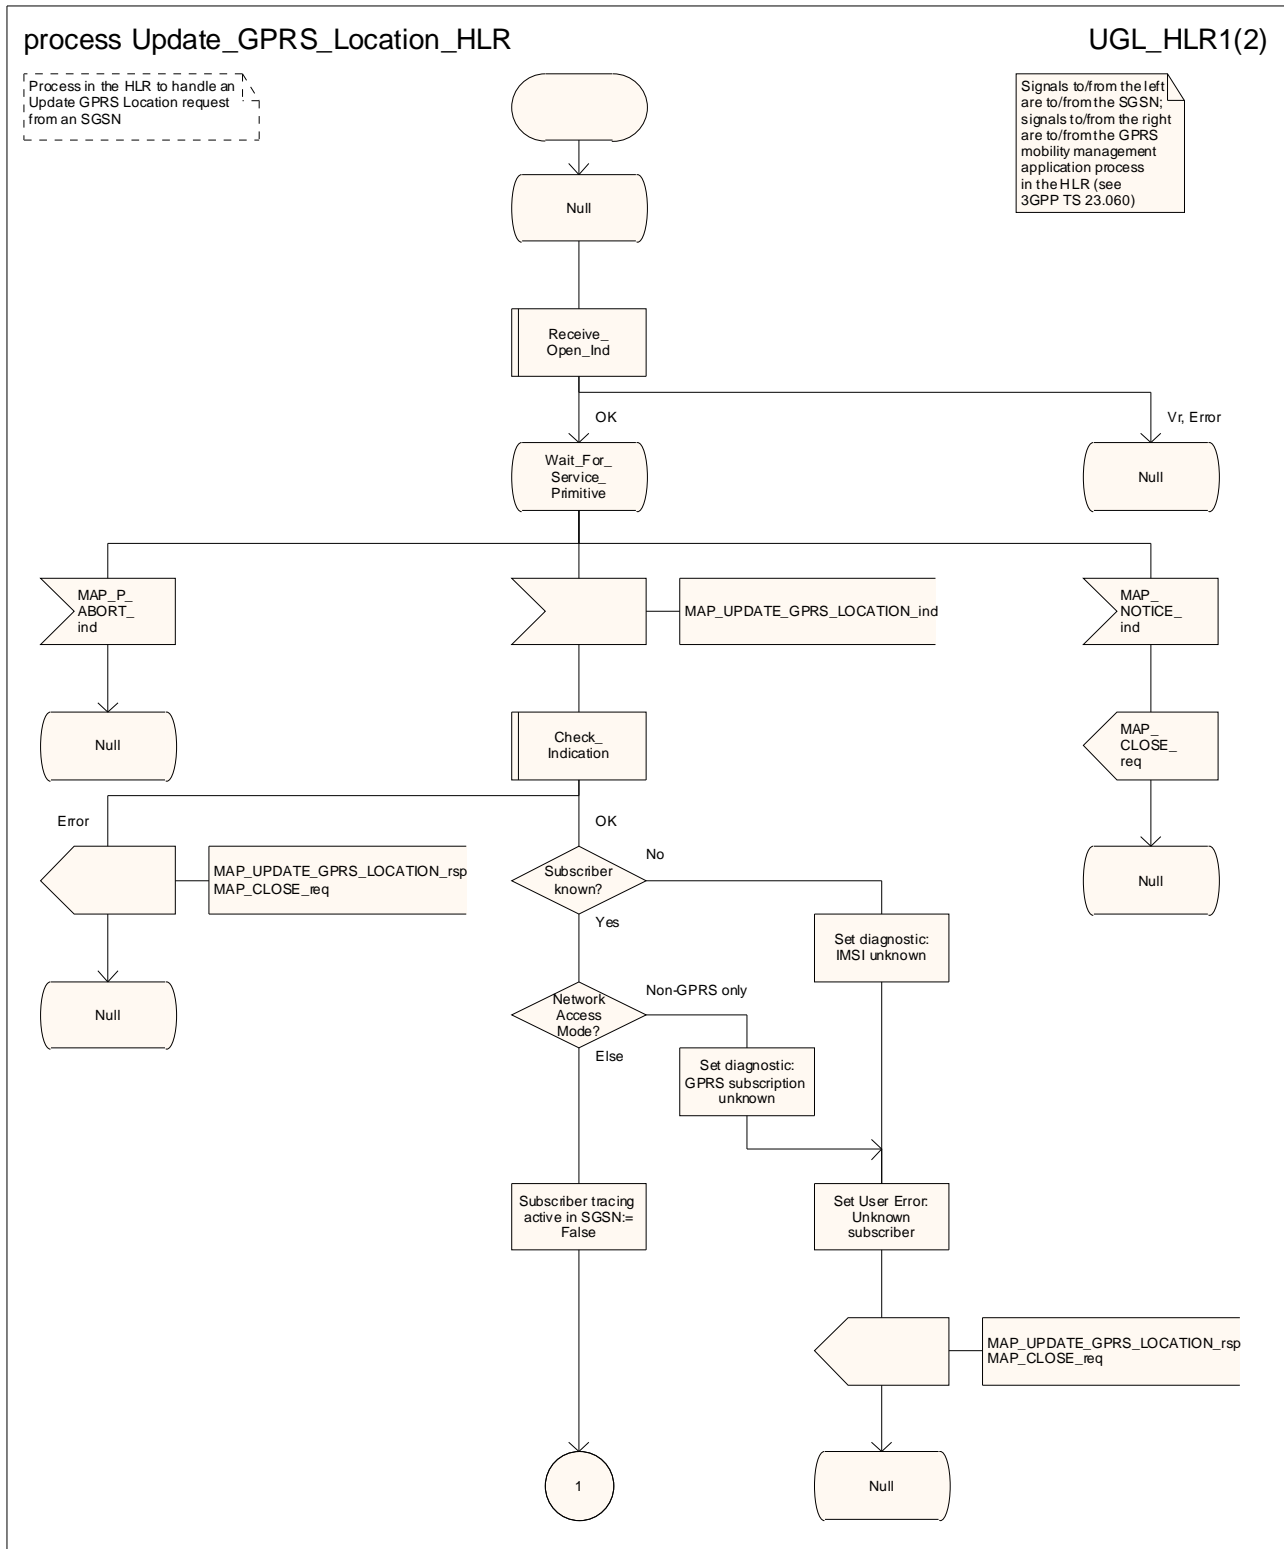 process Update_GPRS_Location_HLR
UGL_HLR1(2)
Process in the HLR to handle an
Update GPRS Location request
from an SGSN
Signals to/from the left
are to/from the SGSN;
signals to/from the right
are to/from the GPRS
mobility management
application process
in the HLR (see
3GPP TS 23.060)
Null
Receive_
Open_Ind
OK
Vr, Error
Wait_For_
Service_
Primitive
Null
MAP_P_
ABORT_
ind
MAP_UPDATE_GPRS_LOCATION_ind
MAP_
NOTICE_
ind
Null
Check_
Indication
MAP_
CLOSE_
req
Error
OK
MAP_UPDATE_GPRS_LOCATION_rsp
MAP_CLOSE_req
Subscriber
known?
No
Yes
Null
Set diagnostic:
IMSI unknown
Null
Network
Access
Mode?
Non-GPRS only
Else
Set diagnostic:
GPRS subscription
unknown
Subscriber tracing
active in SGSN:=
False
Set User Error:
Unknown
subscriber
MAP_UPDATE_GPRS_LOCATION_rsp
MAP_CLOSE_req
1
Null